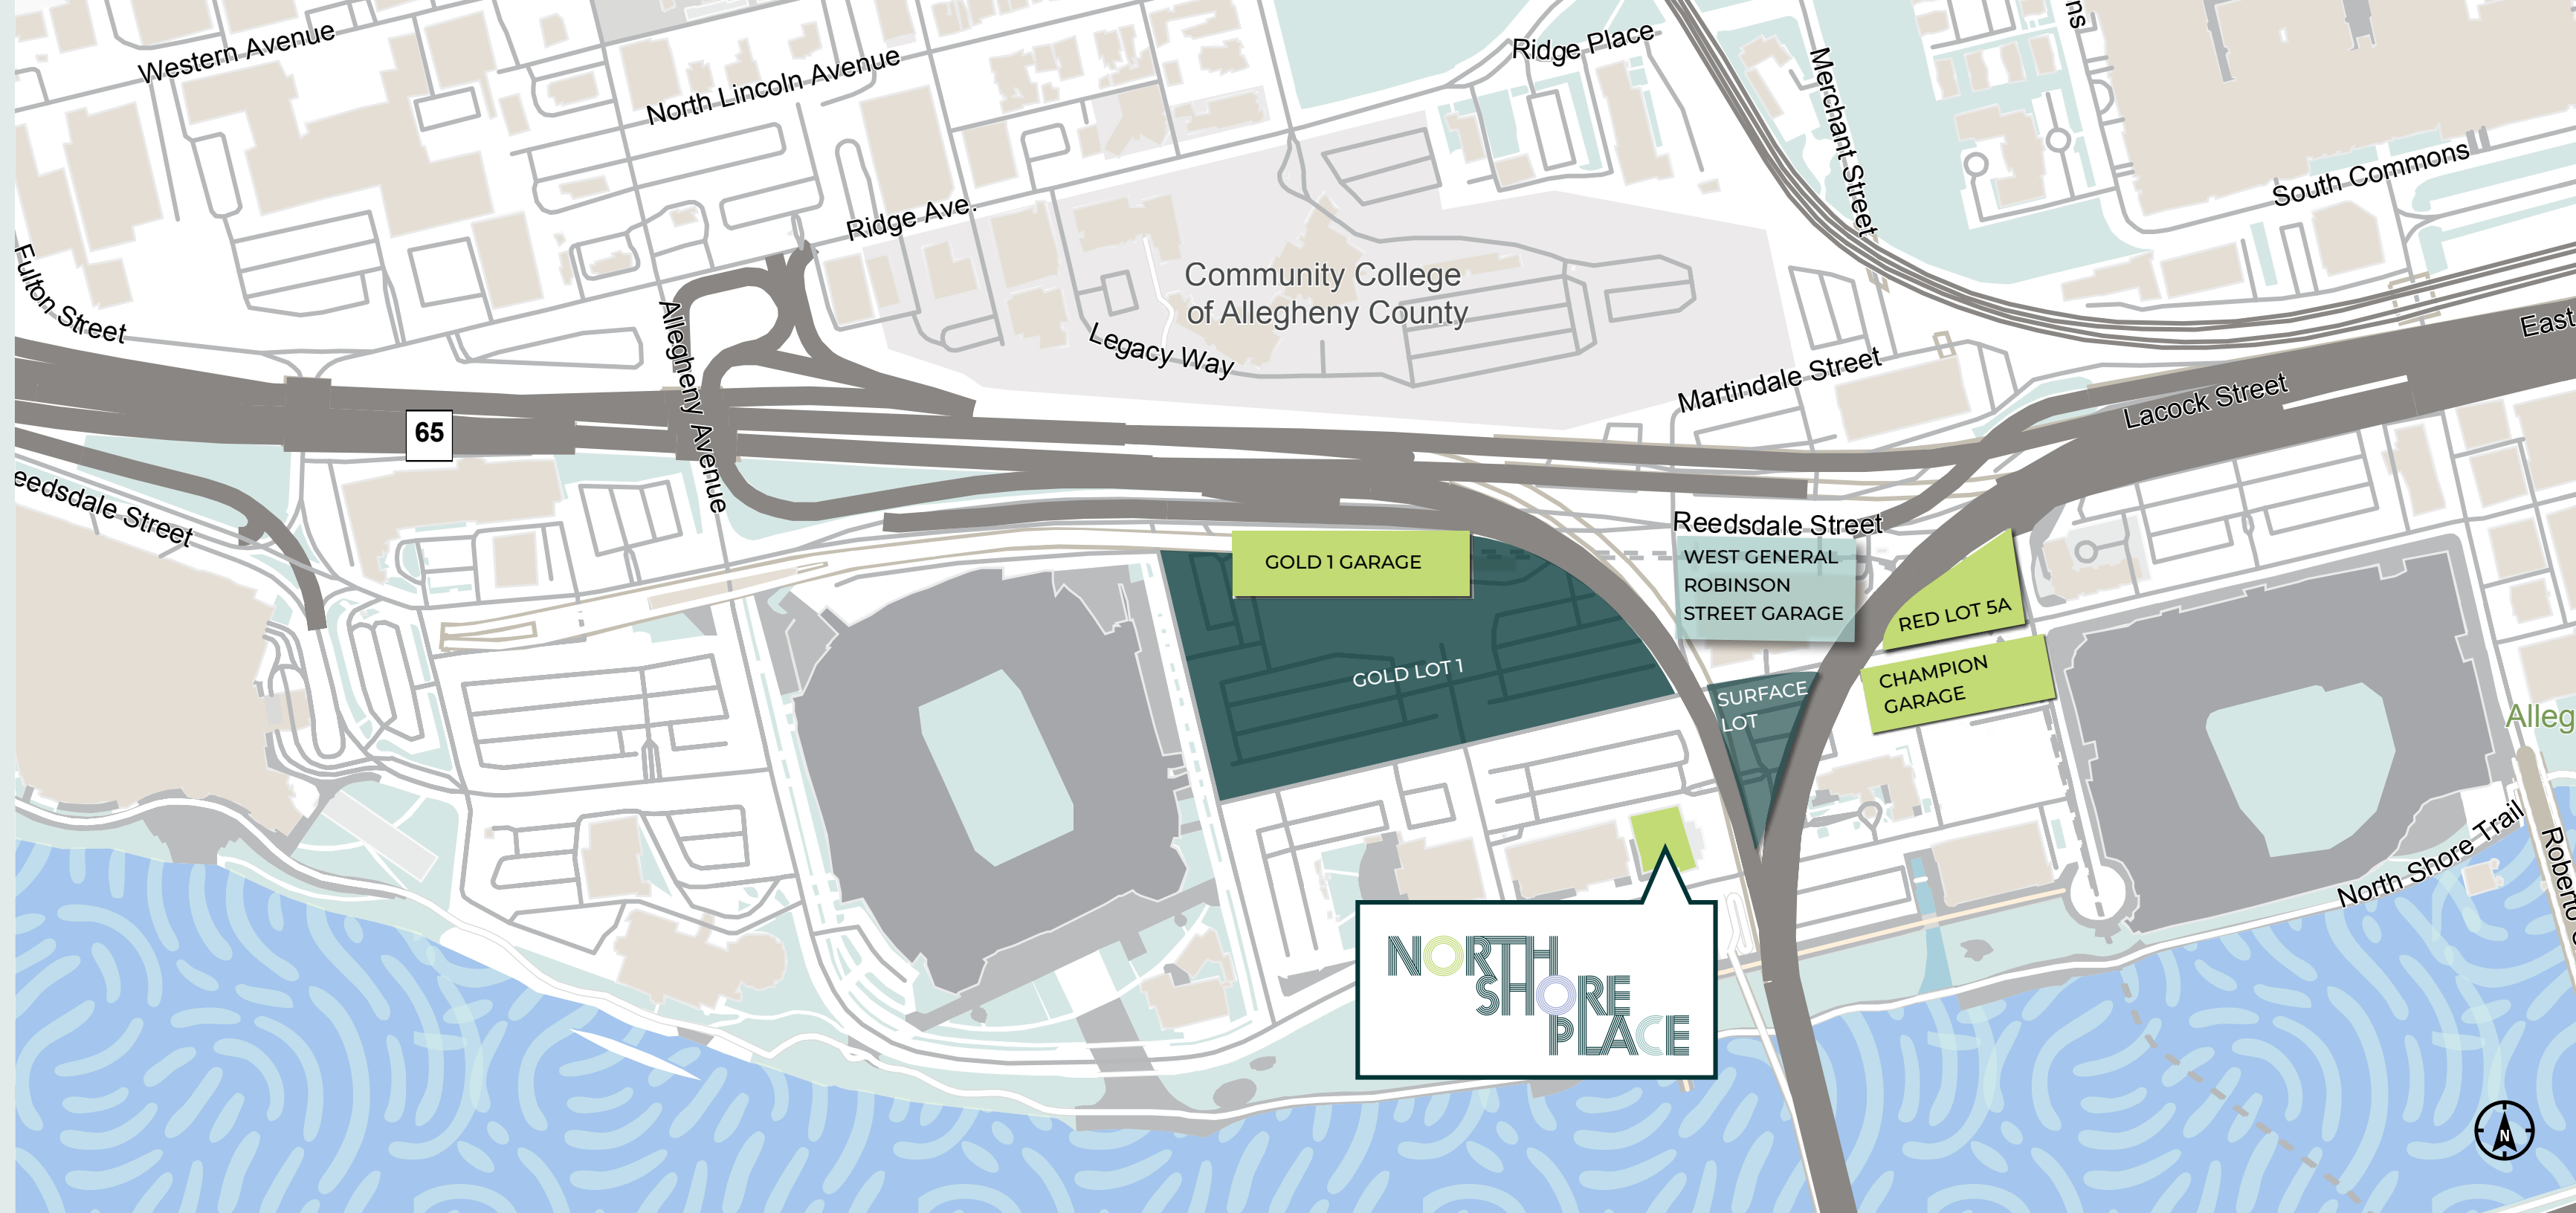 Western Avenue
North Lincoln Avenue
Ridge Place
Merchant Street
ns
South Commons
Ridge Ave.
Fulton Street
Community College
of Allegheny County
Legacy Way
Allegheny Avenue
Martindale Street
East
Lacock Street
65
eedsdale Street
Reedsdale Street
GOLD 1 GARAGE
WEST GENERAL
ROBINSON
STREET GARAGE
RED LOT 5A
GOLD LOT 1
SURFACE
LOT
CHAMPION
GARAGE
Alleg
North Shore Trail
Roberto
NORTH
SHORE
PLACE
N